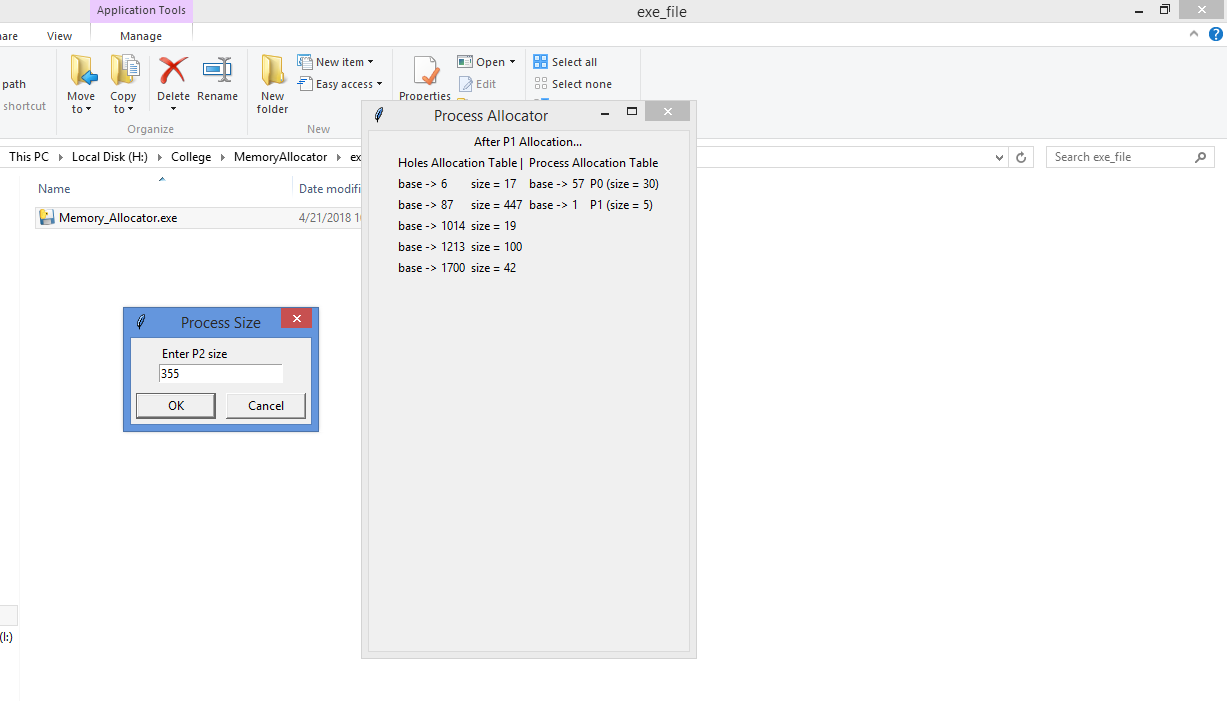 Application Tools
exe_file
are View Manage
path
shortcut
Move to
Copy to
Delete
Rename
Organize
New folder
New item
Easy access
New
Properties
Open
Edit
Select all
Select none
This PC Local Disk (H:) College MemoryAllocator ex
Search exe_file
Name Date modifi
Memory_Allocator.exe 4/21/2018 1
Process Allocator
After P1 Allocation...
Holes Allocation Table | Process Allocation Table
base -> 6 size = 17 base -> 57 P0 (size = 30)
base -> 87 size = 447 base -> 1 P1 (size = 5)
base -> 1014 size = 19
base -> 1213 size = 100
base -> 1700 size = 42
Process Size
Enter P2 size
355
OK Cancel
(I:)